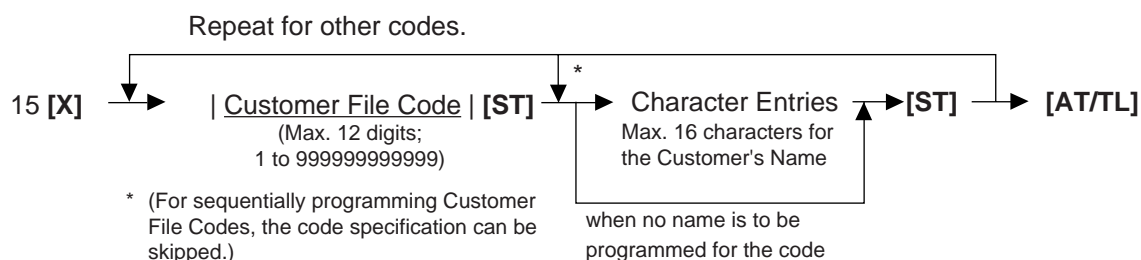 Repeat for other codes.
*
15 [X] | Customer File Code | [ST] Character Entries [ST] [AT/TL]
(Max. 12 digits;
1 to 999999999999)
Max. 16 characters for
the Customer's Name
* (For sequentially programming Customer
File Codes, the code specification can be
skipped.)
when no name is to be
programmed for the code